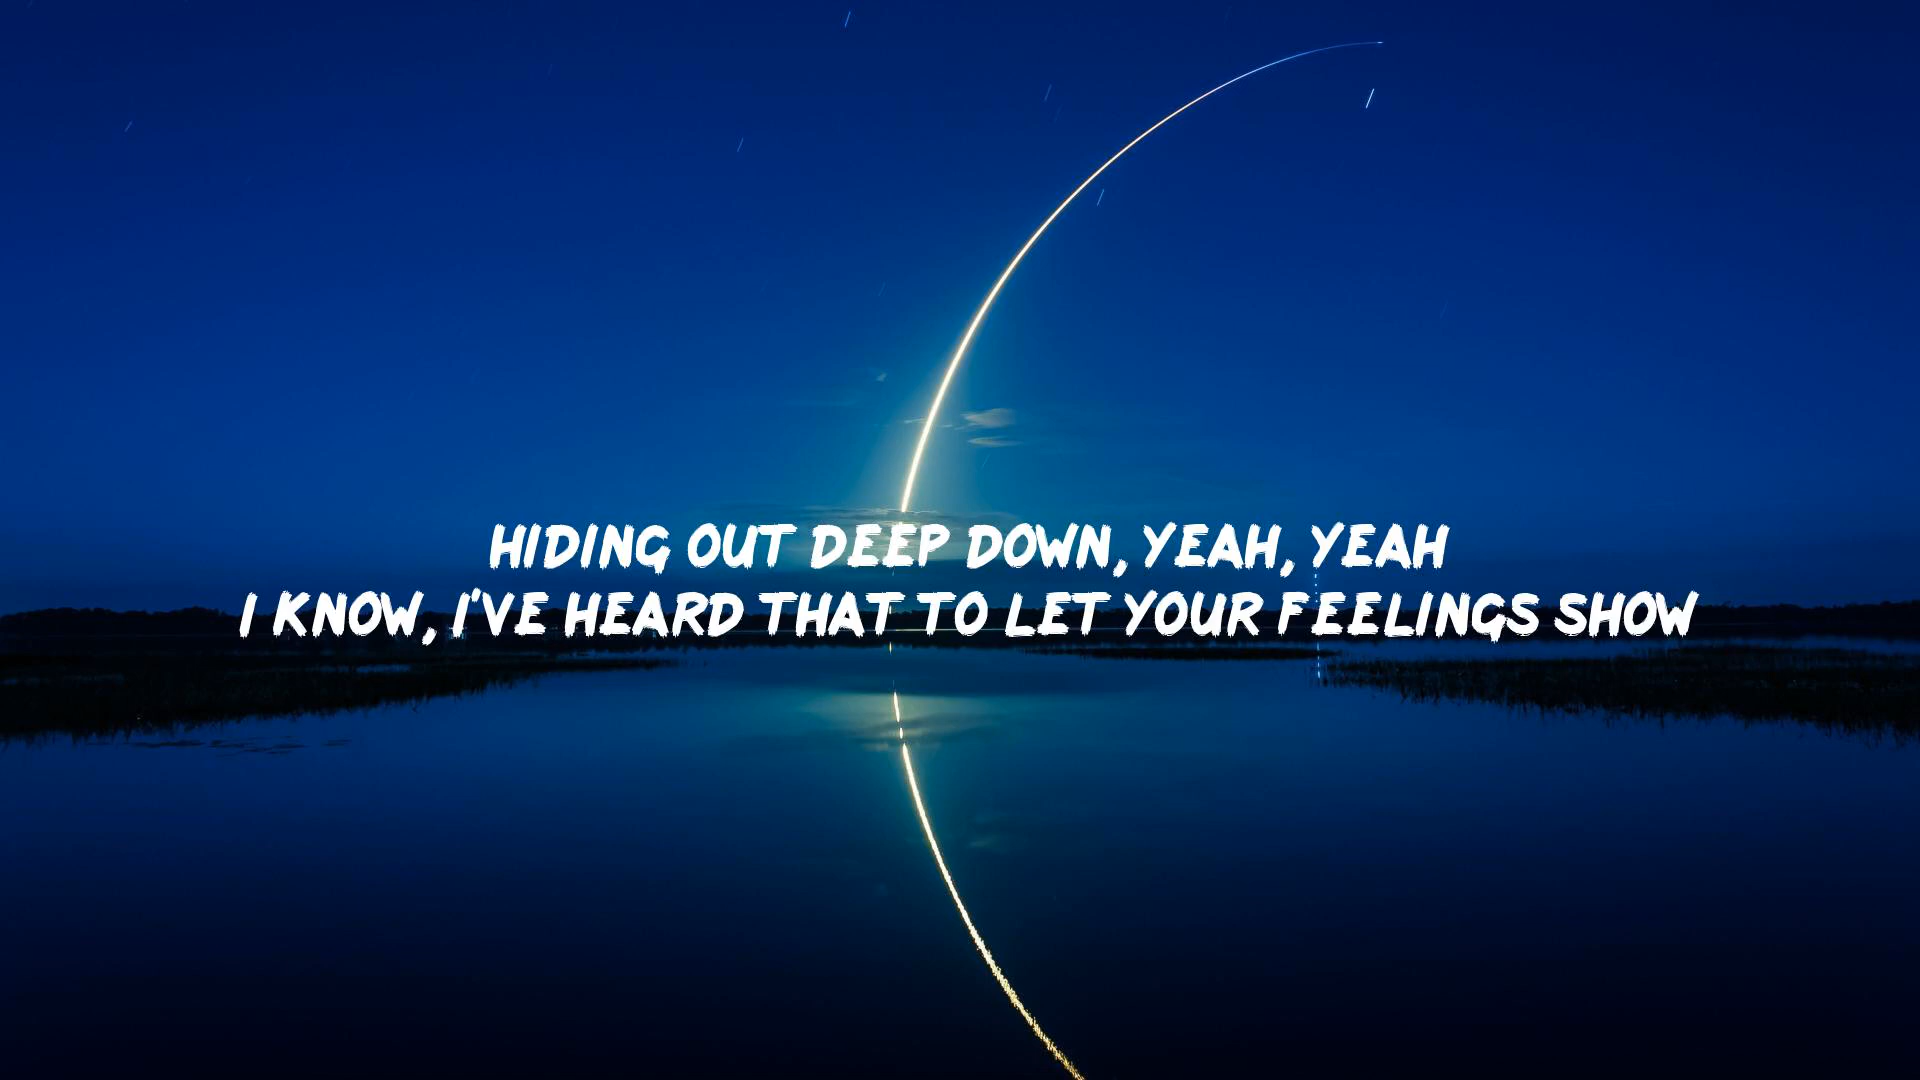 HIDING OUT DEEP DOWN, YEAH, YEAH
I KNOW, I'VE HEARD THAT TO LET YOUR FEELINGS SHOW